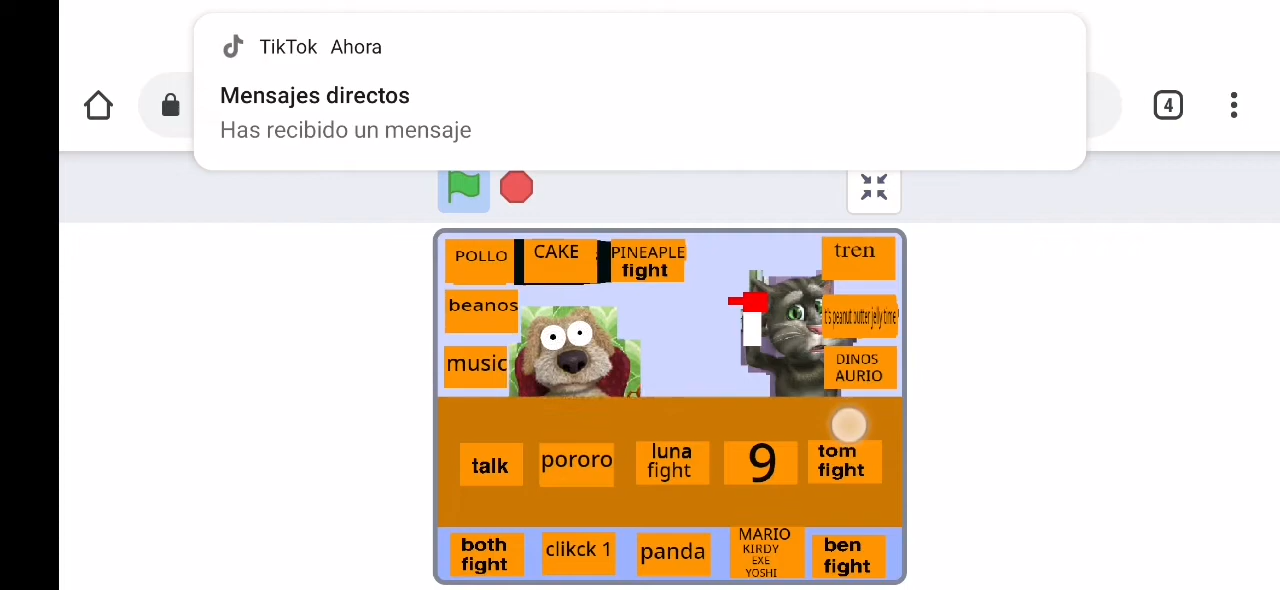 TikTok Ahora
Mensajes directos
Has recibido un mensaje
4
POLLO
CAKE
PINEAPLE
fight
tren
beanos
t's peanut butter jelly time
music
DINOS
AURIO
talk
pororo
luna
fight
9
tom
fight
both
fight
clikck 1
panda
MARIO
KIRDY
EXE
YOSHI
ben
fight